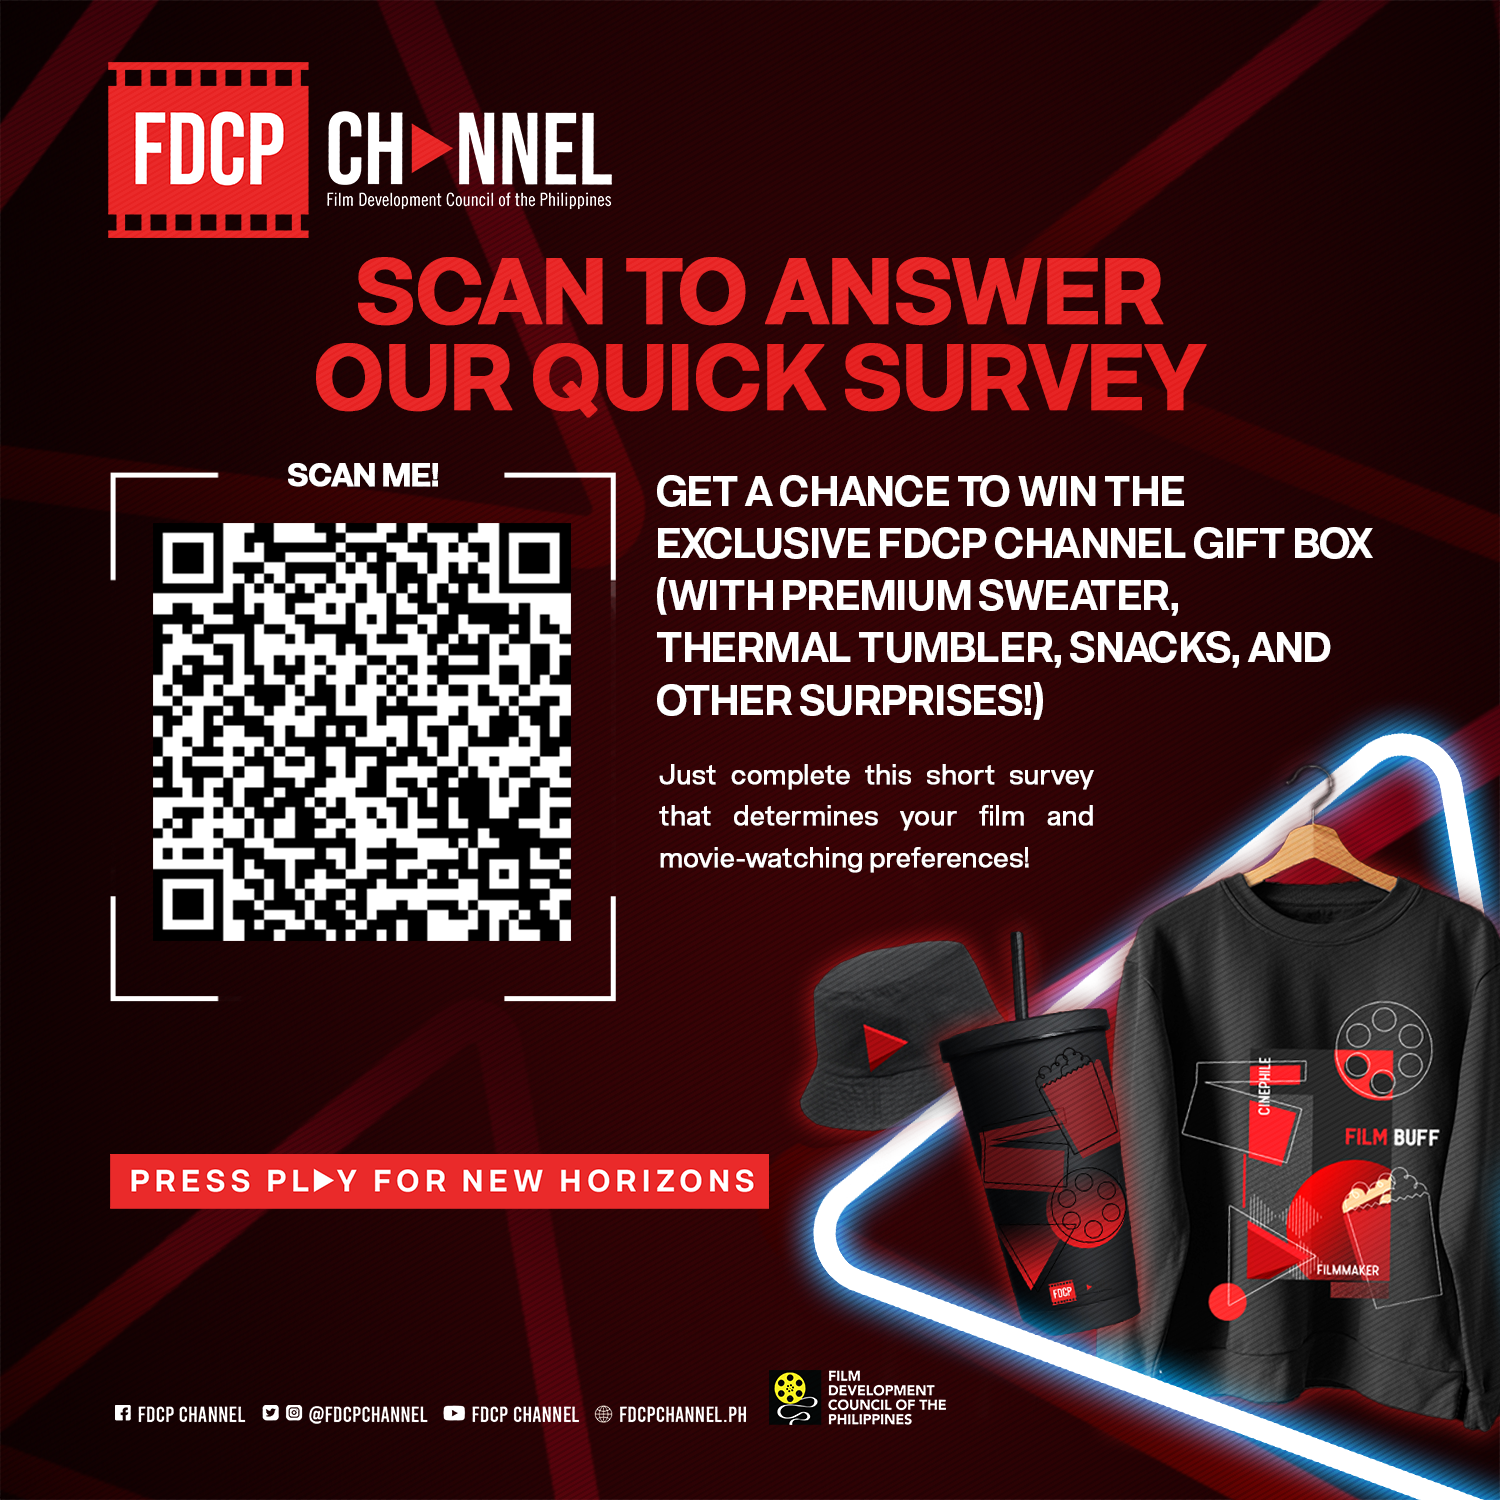 FDCP CHANNEL
Film Development Council of the Philippines
SCAN TO ANSWER
OUR QUICK SURVEY
SCAN ME!
GET A CHANCE TO WIN THE
EXCLUSIVE FDCP CHANNEL GIFT BOX
(WITH PREMIUM SWEATER,
THERMAL TUMBLER, SNACKS, AND
OTHER SURPRISES!)
Just complete this short survey
that determines your film and
movie-watching preferences!
CINEPHILE
FILM BUFF
FILMMAKER
FDCP
PRESS PLAY FOR NEW HORIZONS
FDCP CHANNEL @FDCPCHANNEL FDCP CHANNEL FDCPCHANNEL.PH
FILM
DEVELOPMENT
COUNCIL OF THE
PHILIPPINES